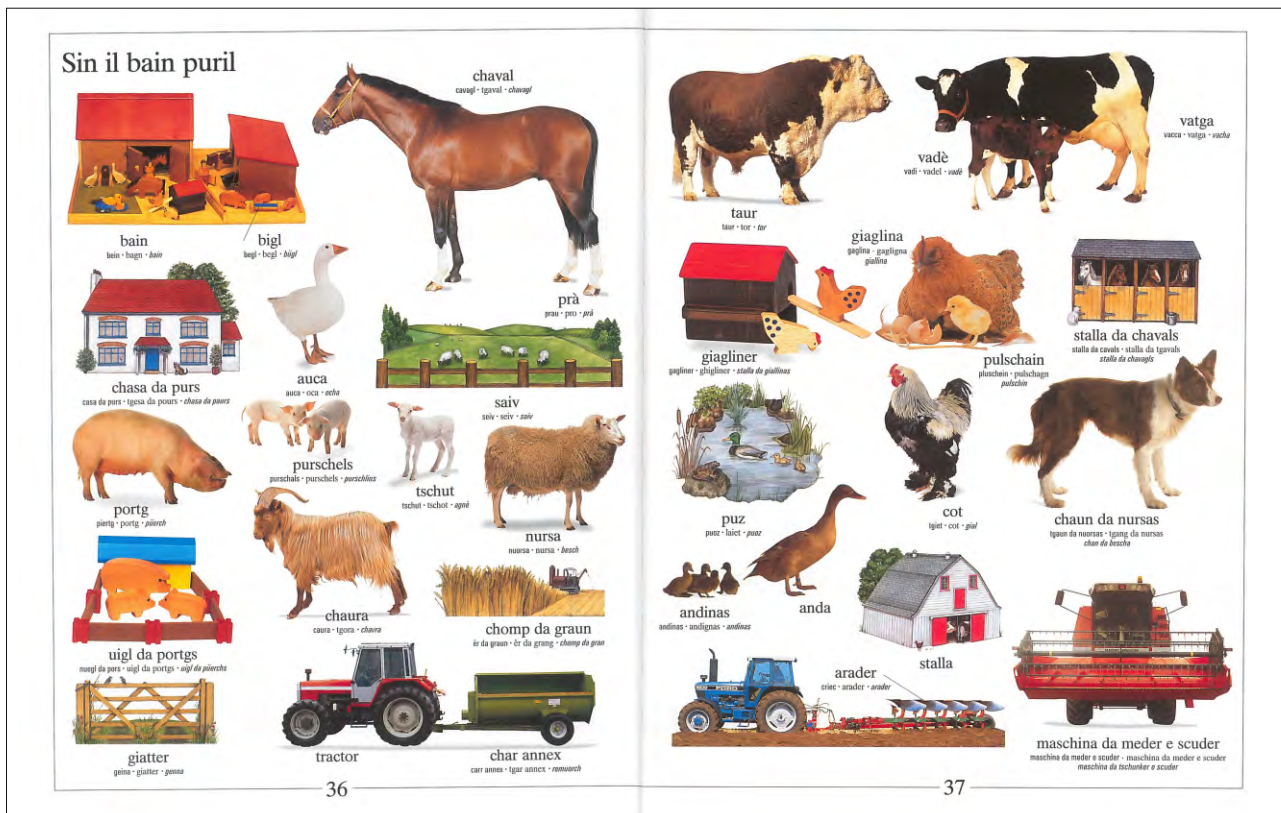 Sin il bain puril
chaval
cavagl · tgaval · chavagl
bain
bein · bagn · bain
bigl
begl · begl · bügl
prà
prau · pro · prà
chasa da purs
casa da purs · tgesa da pours · chasa da paurs
auca
auca · oca · ocha
saiv
seiv · seiv · saiv
purschels
purschals · purschels · purschlins
tschut
tschut · tschot · agnè
portg
piertg · portg · püerch
nursa
nuorsa · nursa · besch
chaura
caura · tgora · chavra
chomp da graun
èr da graun · èr da grang · chomp da gran
uigl da portgs
nuegl da pors · uigl da portgs · uigl da püerchs
giatter
geina · giatter · genna
tractor
char annex
carr annex · tgar annex · remuorch
36
taur
taur · tor · tor
vadè
vadi · vadel · vadè
vatga
vacca · vatga · vacha
giaglina
gaglina · gagligna
giallina
giagliner
gagliner · ghigliner · stalla da giallinas
pulschain
pluschein · pulschagn
pulschin
stalla da chavals
stalla da cavals · stalla da tgavals
stalla da chavagls
puz
puoz · laiet · puoz
cot
tgiet · cot · gial
chaun da nursas
tgaun da nuorsas · tgang da nursas
chan da bescha
andinas
andinas · andignas · andinas
anda
stalla
FORD
arader
criec · arader · arader
maschina da meder e scuder
maschina da meder e scuder · maschina da meder e scuder
maschina da tschunker e scuder
37